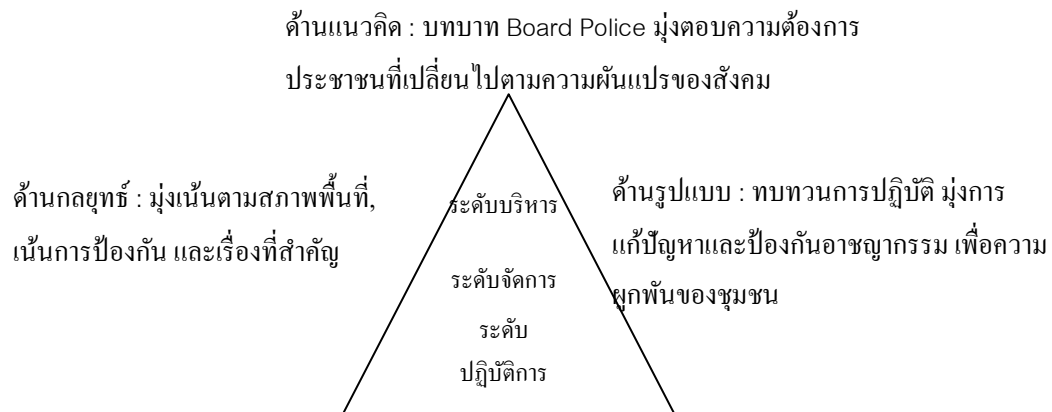 ด้านแนวคิด : บทบาท Board Police มุ่งตอบความต้องการ
ประชาชนที่เปลี่ยนไปตามความผันแปรของสังคม
ด้านกลยุทธ์ : มุ่งเน้นตามสภาพพื้นที่,
เน้นการป้องกัน และเรื่องที่สำคัญ
ระดับบริหาร
ระดับจัดการ
ระดับ
ปฏิบัติการ
ด้านรูปแบบ : ทบทวนการปฏิบัติ มุ่งการ
แก้ปัญหาและป้องกันอาชญากรรม เพื่อความ
ผูกพันของชุมชน